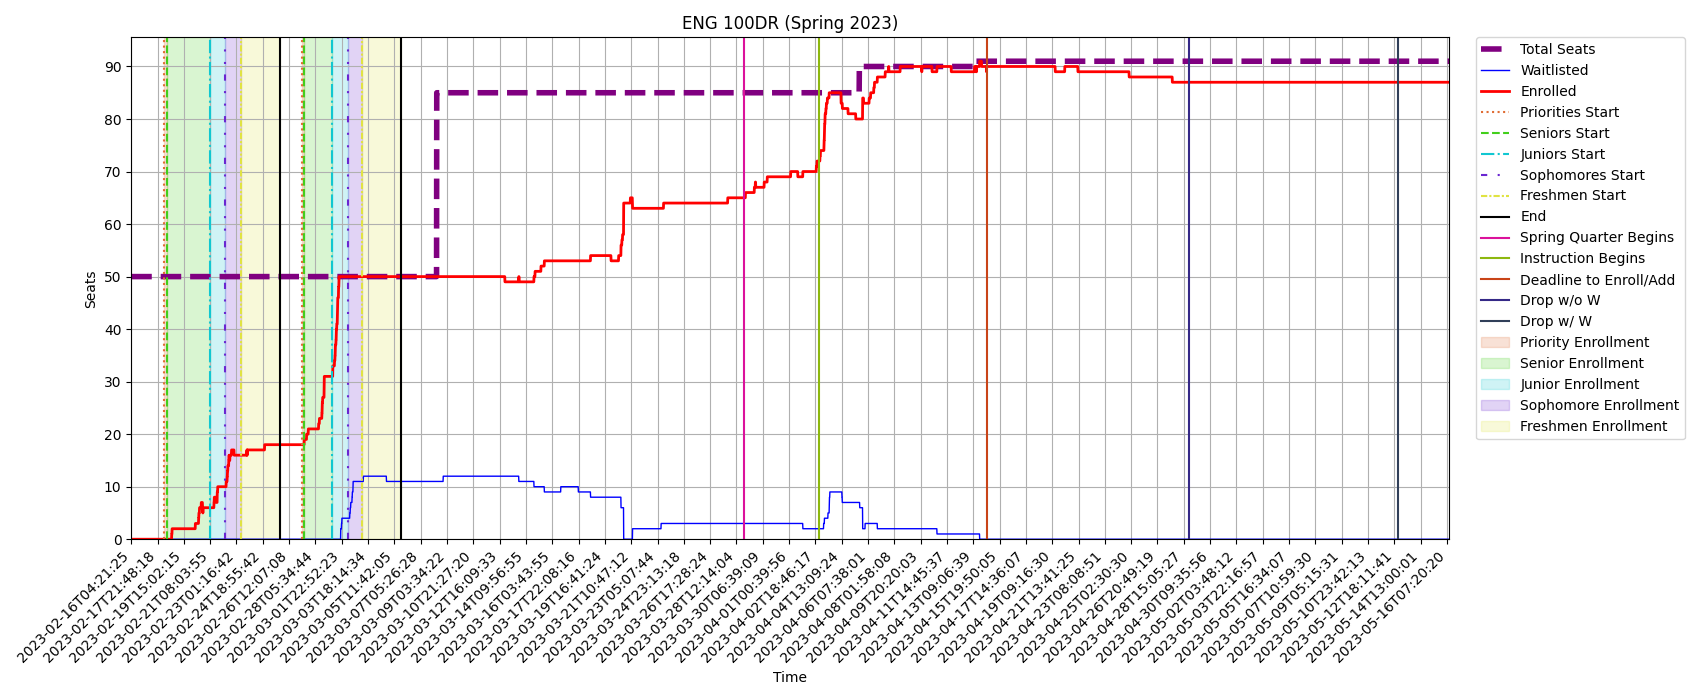 ENG 100DR (Spring 2023)
Seats
90
80
70
60
50
40
30
20
10
0
2023-02-16T04:21:25
2023-02-17T21:48:18
2023-02-19T15:02:15
2023-02-21T08:03:55
2023-02-23T01:16:42
2023-02-24T18:55:42
2023-02-26T12:07:08
2023-02-28T05:34:44
2023-03-01T22:52:23
2023-03-03T18:14:34
2023-03-05T11:42:05
2023-03-07T05:26:28
2023-03-09T03:34:22
2023-03-10T21:27:20
2023-03-12T16:09:35
2023-03-14T09:56:55
2023-03-16T03:43:55
2023-03-17T22:08:16
2023-03-19T16:41:24
2023-03-21T10:47:12
2023-03-23T05:07:44
2023-03-24T23:13:18
2023-03-26T17:28:24
2023-03-28T12:14:04
2023-03-30T06:39:09
2023-04-01T00:39:56
2023-04-02T18:46:17
2023-04-04T13:09:24
2023-04-06T07:38:01
2023-04-08T01:58:08
2023-04-09T20:20:03
2023-04-11T14:45:37
2023-04-13T09:06:39
2023-04-15T19:50:05
2023-04-17T14:36:07
2023-04-19T09:16:30
2023-04-21T13:41:25
2023-04-23T08:08:51
2023-04-25T02:30:30
2023-04-26T20:49:19
2023-04-28T15:05:27
2023-04-30T09:35:56
2023-05-02T03:48:12
2023-05-03T22:16:57
2023-05-05T16:34:07
2023-05-07T10:59:30
2023-05-09T05:15:31
2023-05-10T23:42:13
2023-05-12T18:11:41
2023-05-14T13:00:01
2023-05-16T07:20:20
Time
Total Seats
Waitlisted
Enrolled
Priorities Start
Seniors Start
Juniors Start
Sophomores Start
Freshmen Start
End
Spring Quarter Begins
Instruction Begins
Deadline to Enroll/Add
Drop w/o W
Drop w/ W
Priority Enrollment
Senior Enrollment
Junior Enrollment
Sophomore Enrollment
Freshmen Enrollment